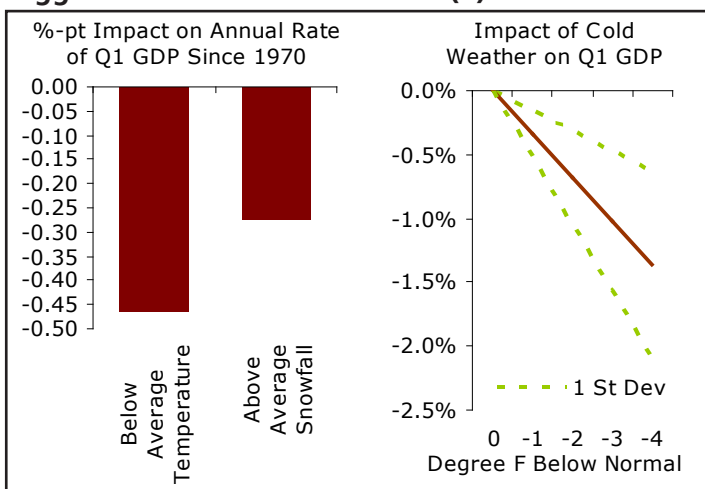 %-pt Impact on Annual Rate
of Q1 GDP Since 1970
0.00
-0.05
-0.10
-0.15
-0.20
-0.25
-0.30
-0.35
-0.40
-0.45
-0.50
Below
Average
Temperature
Above
Average
Snowfall
Impact of Cold
Weather on Q1 GDP
0.0%
-0.5%
-1.0%
-1.5%
-2.0%
-2.5%
1 St Dev
0 -1 -2 -3 -4
Degree F Below Normal